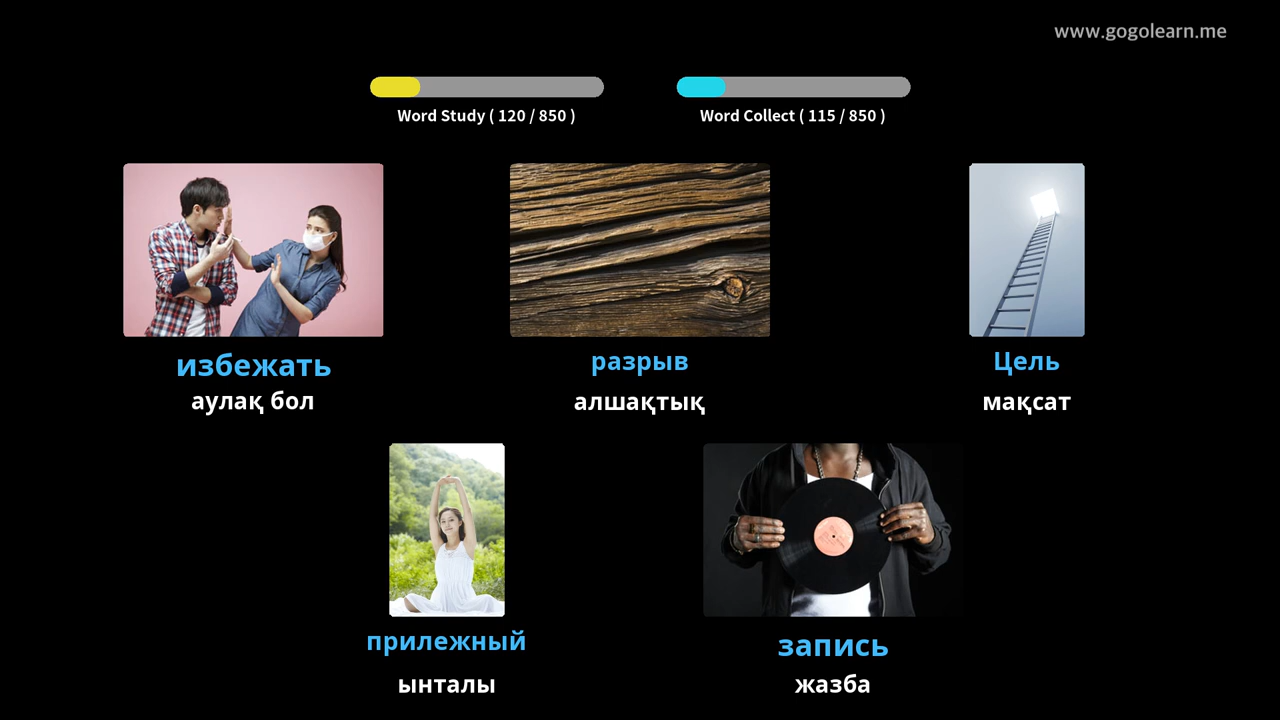 www.gogolearn.me
Word Study ( 120 / 850 )
Word Collect ( 115 / 850 )
избежать
аулақ бол
разрыв
алшақтық
Цель
мақсат
прилежный
ынталы
запись
жазба